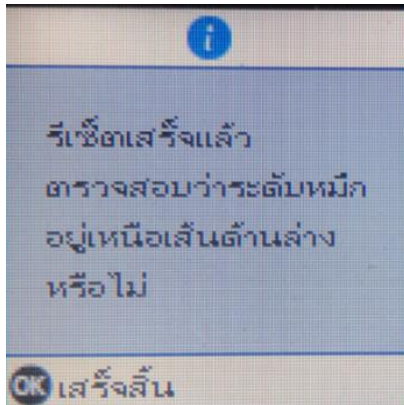 i
รีเซ็ตเสร็จแล้ว
ตรวจสอบว่าระดับหมึก
อยู่เหนือเส้นด้านล่าง
หรือไม่
OK เสร็จสิ้น